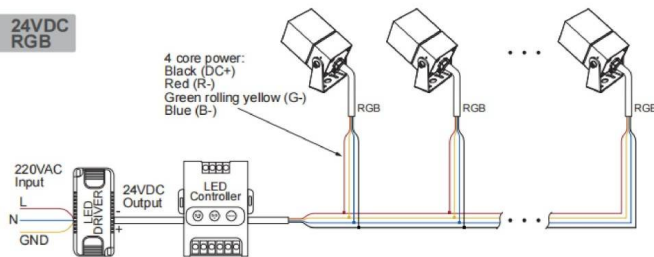 24VDC
RGB
4 core power:
Black (DC+)
Red (R-)
Green rolling yellow (G-)
Blue (B-)
RGB
RGB
RGB
220VAC
Input
L
N
GND
LED
DRIVER
-
+
24VDC
Output
LED
Controller